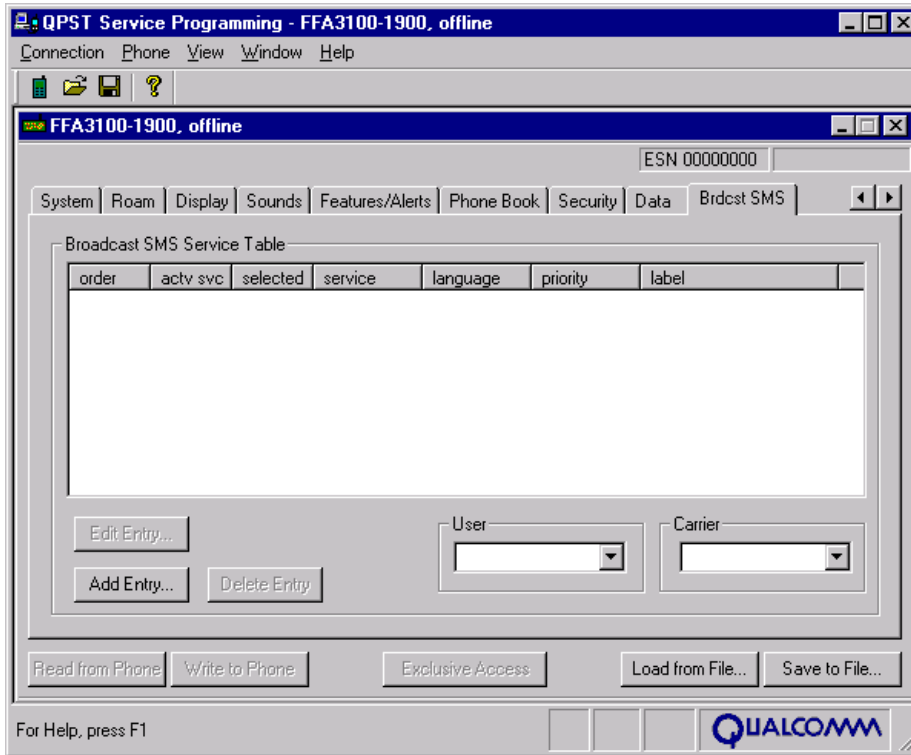 QPST Service Programming - FFA3100-1900, offline
Connection Phone View Window Help
FFA3100-1900, offline
ESN 00000000
System Roam Display Sounds Features/Alerts Phone Book Security Data Brdcst SMS
Broadcast SMS Service Table
order actv svc selected service language priority label
Edit Entry...
User
Carrier
Add Entry... Delete Entry
Read from Phone Write to Phone Exclusive Access Load from File... Save to File...
For Help, press F1
QUALCOMM